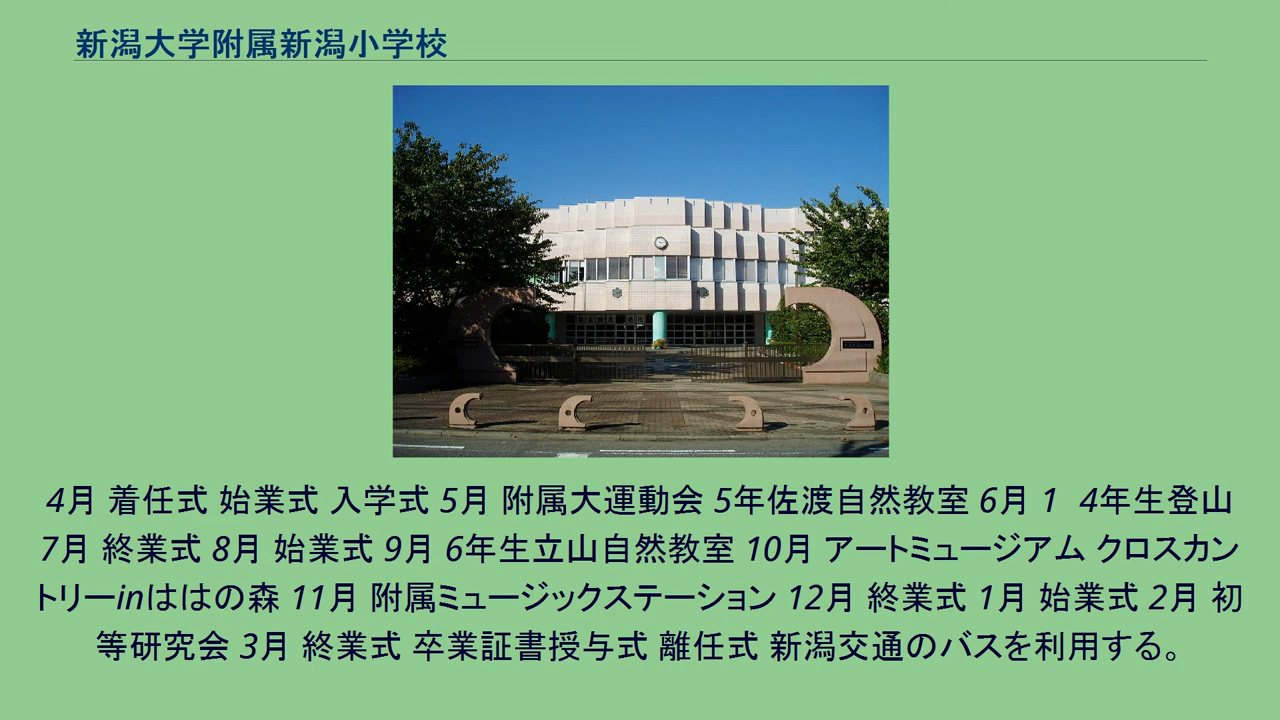 新潟大学附属新潟小学校
4月 着任式 始業式 入学式 5月 附属大運動会 5年佐渡自然教室 6月 1 4年生登山
7月 終業式 8月 始業式 9月 6年生立山自然教室 10月 アートミュージアム クロスカン
トリーinははの森 11月 附属ミュージックステーション 12月 終業式 1月 始業式 2月 初
等研究会 3月 終業式 卒業証書授与式 離任式 新潟交通のバスを利用する。